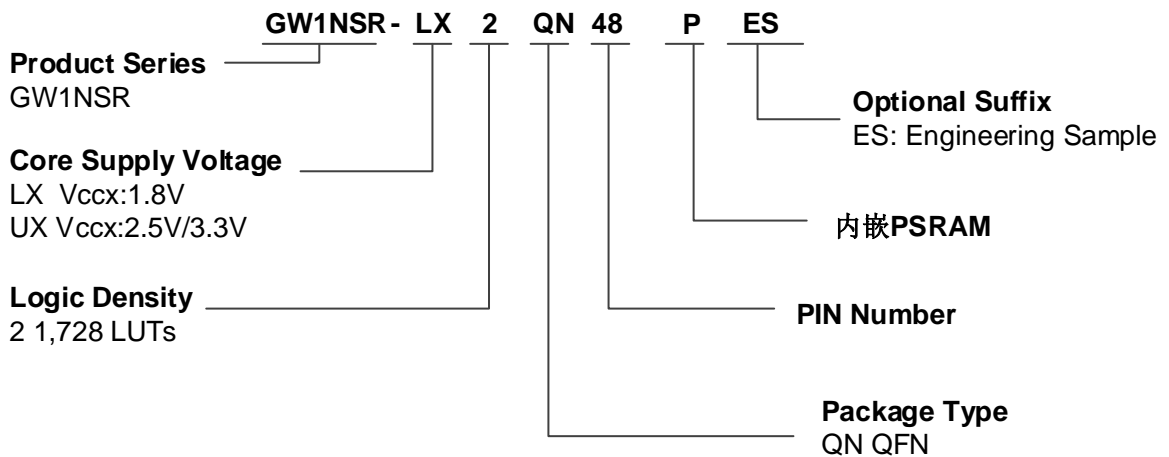 GW1NSR - LX 2 QN 48 P ES
Product Series
GW1NSR
Core Supply Voltage
LX Vccx:1.8V
UX Vccx:2.5V/3.3V
Logic Density
2 1,728 LUTs
Optional Suffix
ES: Engineering Sample
内嵌PSRAM
PIN Number
Package Type
QN QFN